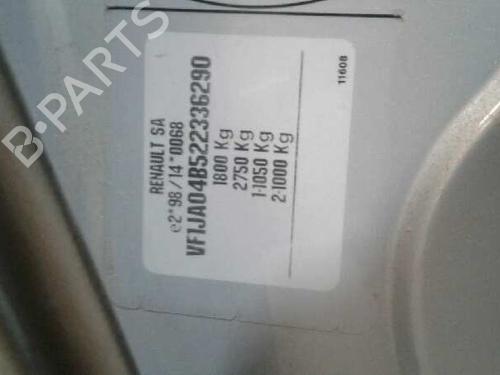 B-PARTS
RENAULT SA
e2*98/14*0068
VF1JA04B522336290
1800 Kg
2750 Kg
1-1050 Kg
2-1000 Kg
11608